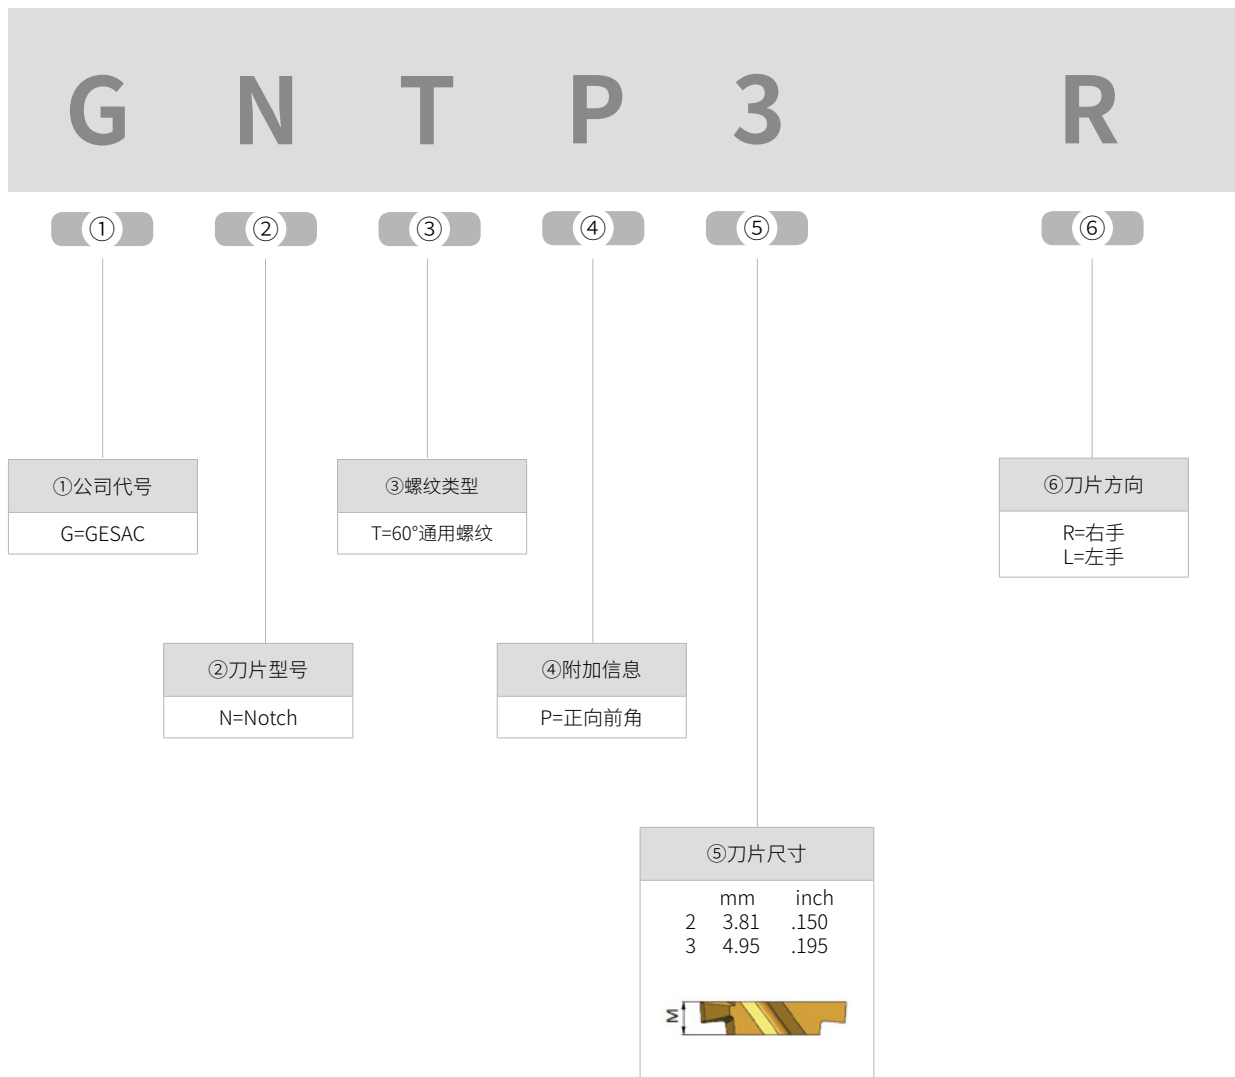 G N T P 3 R
① ② ③ ④ ⑤ ⑥
①公司代号
G=GESAC
③螺纹类型
T=60°通用螺纹
⑥刀片方向
R=右手
L=左手
②刀片型号
N=Notch
④附加信息
P=正向前角
⑤刀片尺寸
mm inch
2 3.81 .150
3 4.95 .195
M